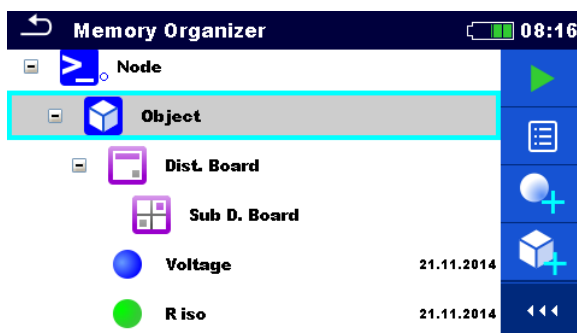 Memory Organizer 08:16
Node
Object
Dist. Board
Sub D. Board
Voltage 21.11.2014
R iso 21.11.2014